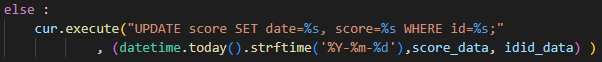 else :
cur.execute("UPDATE score SET date=%s, score=%s WHERE id=%s;"
, (datetime.today().strftime('%Y-%m-%d'),score_data, idid_data) )